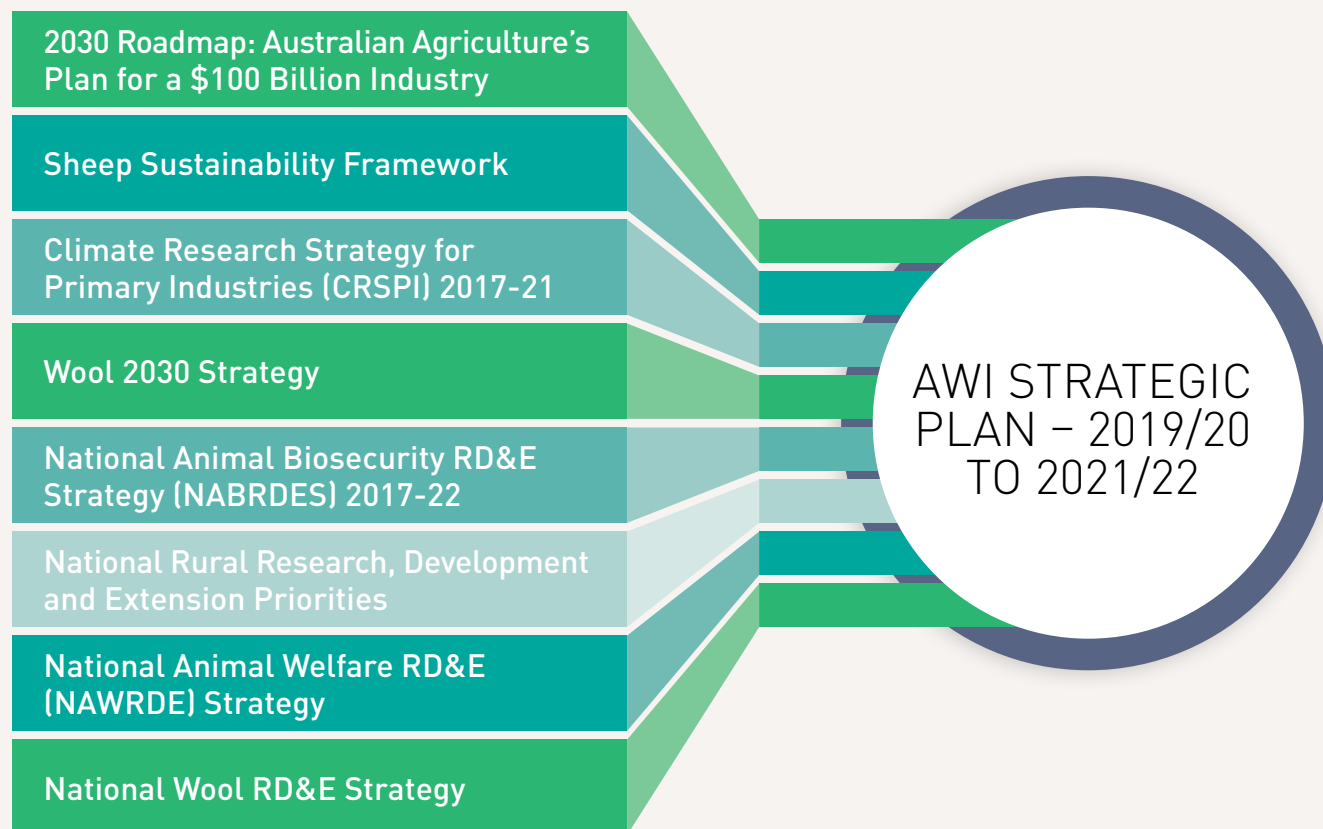 2030 Roadmap: Australian Agriculture's
Plan for a $100 Billion Industry
Sheep Sustainability Framework
Climate Research Strategy for
Primary Industries (CRSPI) 2017-21
Wool 2030 Strategy
National Animal Biosecurity RD&E
Strategy (NABRDES) 2017-22
National Rural Research, Development
and Extension Priorities
National Animal Welfare RD&E
(NAWRDE) Strategy
National Wool RD&E Strategy
AWI STRATEGIC
PLAN – 2019/20
TO 2021/22